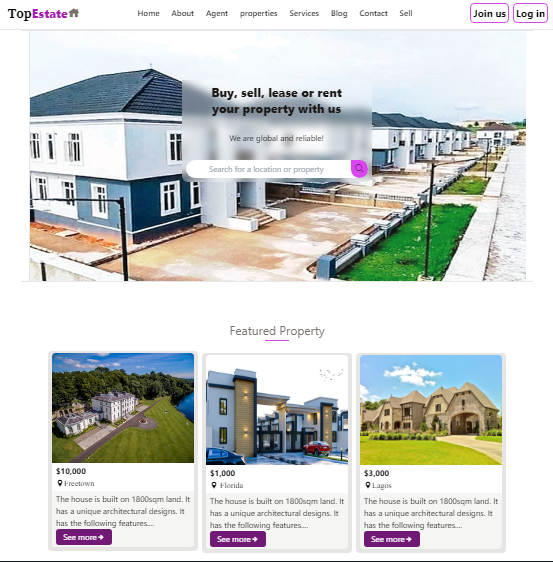 TopEstate
Home About Agent properties Services Blog Contact Sell
Join us Log in
Buy, sell, lease or rent
your property with us
We are global and reliable!
Search for a location or property
Featured Property
$10,000
Freetown
The house is built on 1800sqm land. It
has a unique architectural designs. It
has the following features....
See more
$1,000
Florida
The house is built on 1800sqm land. It
has a unique architectural designs. It
has the following features....
See more
$3,000
Lagos
The house is built on 1800sqm land. It
has a unique architectural designs. It
has the following features....
See more